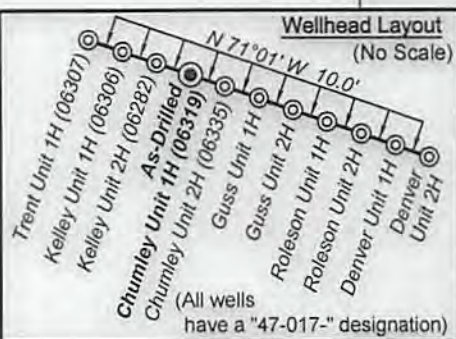 Wellhead Layout
(No Scale)
N 71°01' W 10.0'
Trent Unit 1H (06307)
Kelley Unit 1H (06306)
Kelley Unit 2H (06282)
As-Drilled
Chumley Unit 1H (06319)
Chumley Unit 2H (06335)
Guss Unit 1H
Guss Unit 2H
Roleson Unit 1H
Roleson Unit 2H
Denver Unit 1H
Denver
Unit 2H
(All wells
have a "47-017-" designation)